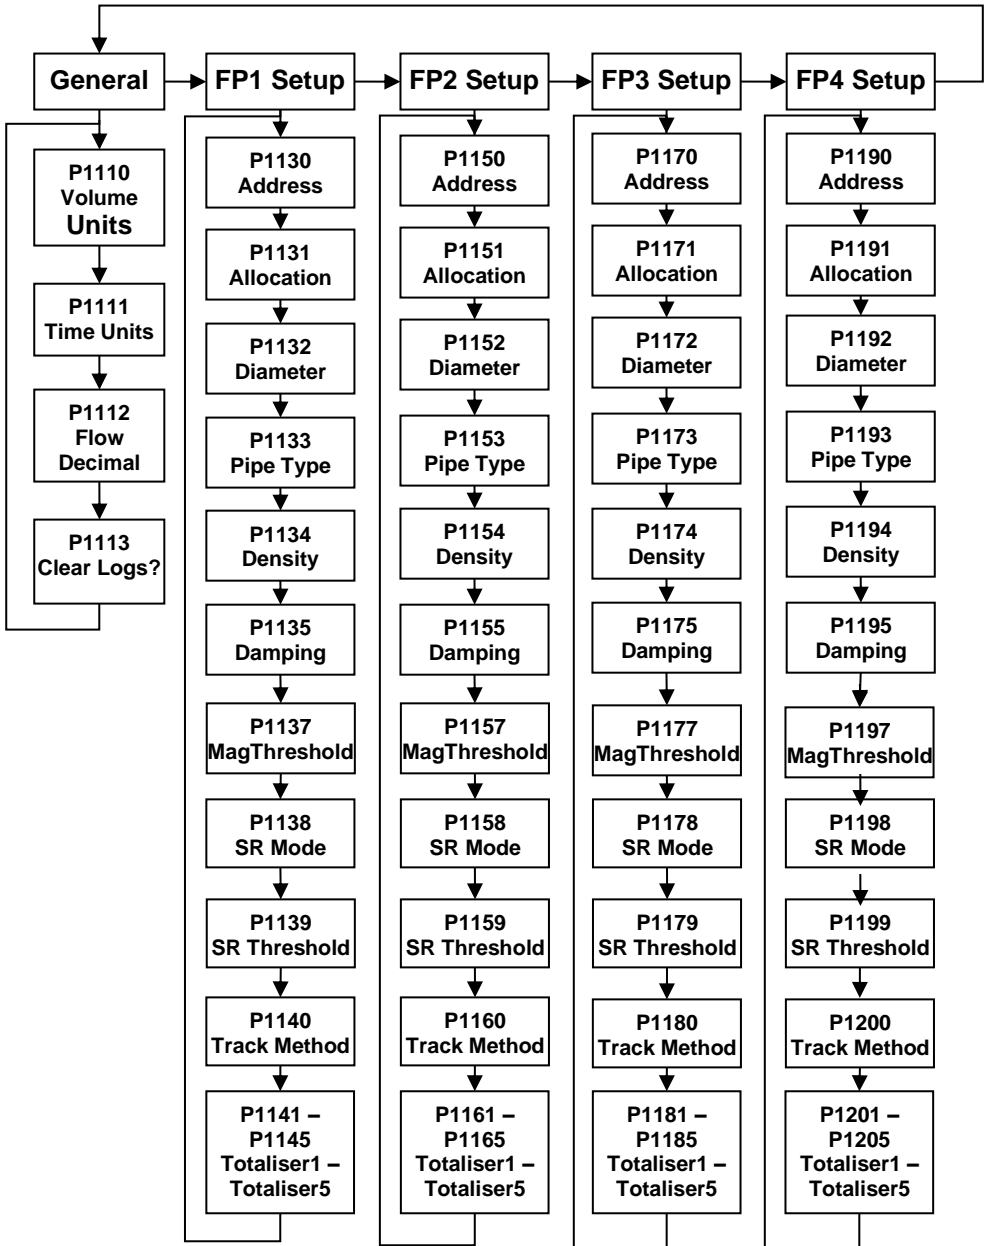 General
FP1 Setup
FP2 Setup
FP3 Setup
FP4 Setup
P1110
Volume
Units
P1111
Time Units
P1112
Flow
Decimal
P1113
Clear Logs?
P1130
Address
P1131
Allocation
P1132
Diameter
P1133
Pipe Type
P1134
Density
P1135
Damping
P1137
MagThreshold
P1138
SR Mode
P1139
SR Threshold
P1140
Track Method
P1141 –
P1145
Totaliser1 –
Totaliser5
P1150
Address
P1151
Allocation
P1152
Diameter
P1153
Pipe Type
P1154
Density
P1155
Damping
P1157
MagThreshold
P1158
SR Mode
P1159
SR Threshold
P1160
Track Method
P1161 –
P1165
Totaliser1 –
Totaliser5
P1170
Address
P1171
Allocation
P1172
Diameter
P1173
Pipe Type
P1174
Density
P1175
Damping
P1177
MagThreshold
P1178
SR Mode
P1179
SR Threshold
P1180
Track Method
P1181 –
P1185
Totaliser1 –
Totaliser5
P1190
Address
P1191
Allocation
P1192
Diameter
P1193
Pipe Type
P1194
Density
P1195
Damping
P1197
MagThreshold
P1198
SR Mode
P1199
SR Threshold
P1200
Track Method
P1201 –
P1205
Totaliser1 –
Totaliser5